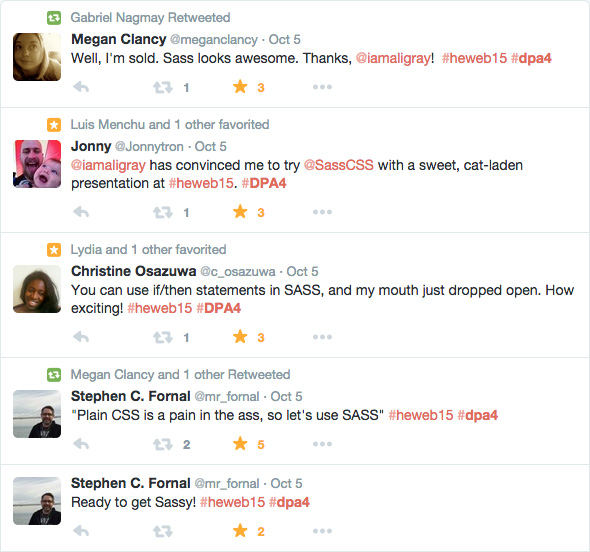 Gabriel Nagmay Retweeted
Megan Clancy @meganclancy · Oct 5
Well, I'm sold. Sass looks awesome. Thanks, @iamaligray! #heweb15 #dpa4
1 3
Luis Menchu and 1 other favorited
Jonny @Jonnytron · Oct 5
@iamaligray has convinced me to try @SassCSS with a sweet, cat-laden
presentation at #heweb15. #DPA4
1 3
Lydia and 1 other favorited
Christine Osazuwa @c_osazuwa · Oct 5
You can use if/then statements in SASS, and my mouth just dropped open. How
exciting! #heweb15 #DPA4
1 3
Megan Clancy and 1 other Retweeted
Stephen C. Fornal @mr_fornal · Oct 5
"Plain CSS is a pain in the ass, so let's use SASS" #heweb15 #dpa4
2 5
Stephen C. Fornal @mr_fornal · Oct 5
Ready to get Sassy! #heweb15 #dpa4
2